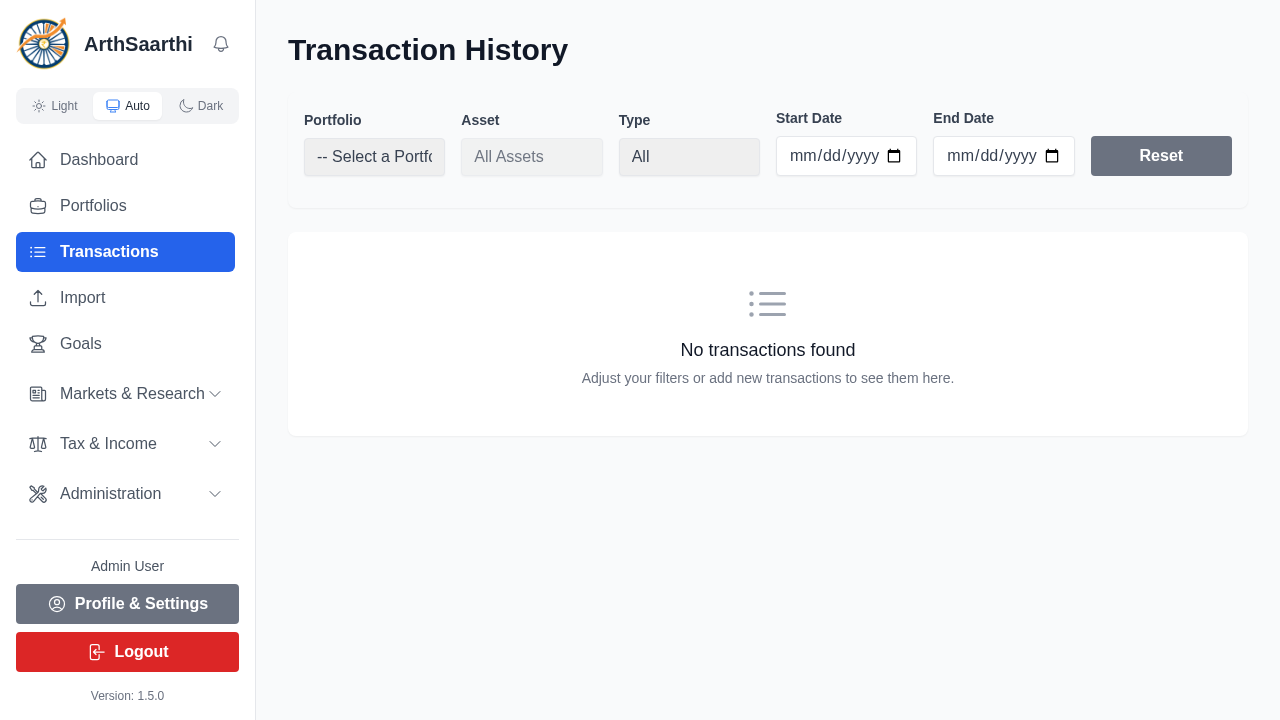 ArthSaarthi
Light
Auto
Dark
Dashboard
Portfolios
Transactions
Import
Goals
Markets & Research
Tax & Income
Administration
Admin User
Profile & Settings
Logout
Version: 1.5.0
Transaction History
Portfolio
Asset
Type
Start Date
End Date
-- Select a Portfo
All Assets
All
mm/dd/yyyy
mm/dd/yyyy
Reset
No transactions found
Adjust your filters or add new transactions to see them here.